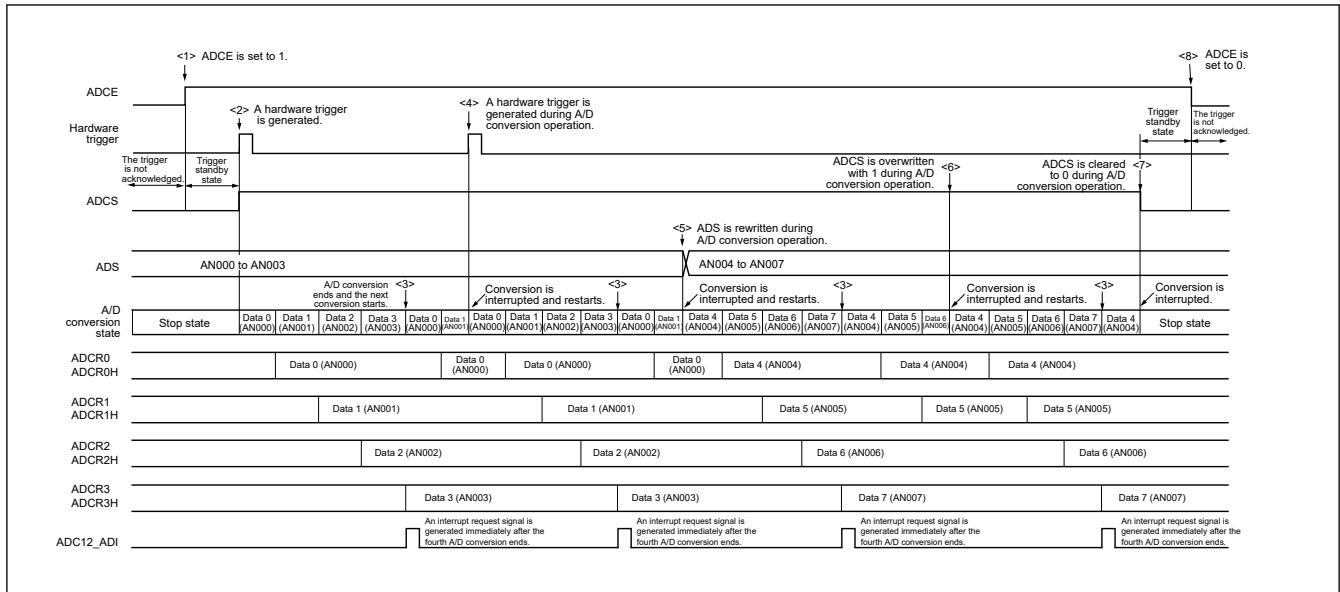 <1> ADCE is set to 1.
<8> ADCE is
set to 0.
ADCE
<2> A hardware trigger
is generated.
<4> A hardware trigger is
generated during A/D
conversion operation.
Trigger
standby
state
The trigger
is not
acknowledged.
Hardware
trigger
The trigger
is not
acknowledged.
Trigger
standby
state
ADCS is overwritten
with 1 during A/D
conversion operation.
<6>
ADCS is cleared
to 0 during A/D
conversion operation.
<7>
ADCS
<5> ADS is rewritten during
A/D conversion operation.
ADS
AN000 to AN003
AN004 to AN007
A/D conversion
ends and the next
conversion starts.
<3>
Conversion is
interrupted and restarts.
<3>
Conversion is
interrupted and restarts.
<3>
Conversion is
interrupted and restarts.
<3>
Conversion is
interrupted.
A/D
conversion
state
Stop state
Data 0 Data 1 Data 2 Data 3 Data 0 Data 1 Data 0 Data 1 Data 2 Data 3 Data 0 Data 1 Data 4 Data 5 Data 6 Data 7 Data 4 Data 5 Data 6 Data 4 Data 5 Data 6 Data 7 Data 4
(AN000) (AN001) (AN002) (AN003) (AN000) (AN001) (AN000) (AN001) (AN002) (AN003) (AN000) (AN001) (AN004) (AN005) (AN006) (AN007) (AN004) (AN005) (AN006) (AN004) (AN005) (AN006) (AN007) (AN004)
Stop state
ADCR0
ADCR0H
Data 0 (AN000)
Data 0
(AN000)
Data 0 (AN000)
Data 0
(AN000)
Data 4 (AN004)
Data 4 (AN004)
Data 4 (AN004)
ADCR1
ADCR1H
Data 1 (AN001)
Data 1 (AN001)
Data 5 (AN005)
Data 5 (AN005)
Data 5 (AN005)
ADCR2
ADCR2H
Data 2 (AN002)
Data 2 (AN002)
Data 6 (AN006)
Data 6 (AN006)
ADCR3
ADCR3H
Data 3 (AN003)
Data 3 (AN003)
Data 7 (AN007)
Data 7 (AN007)
ADC12_ADI
An interrupt request signal is
generated immediately after the
fourth A/D conversion ends.
An interrupt request signal is
generated immediately after the
fourth A/D conversion ends.
An interrupt request signal is
generated immediately after the
fourth A/D conversion ends.
An interrupt request signal is
generated immediately after the
fourth A/D conversion ends.